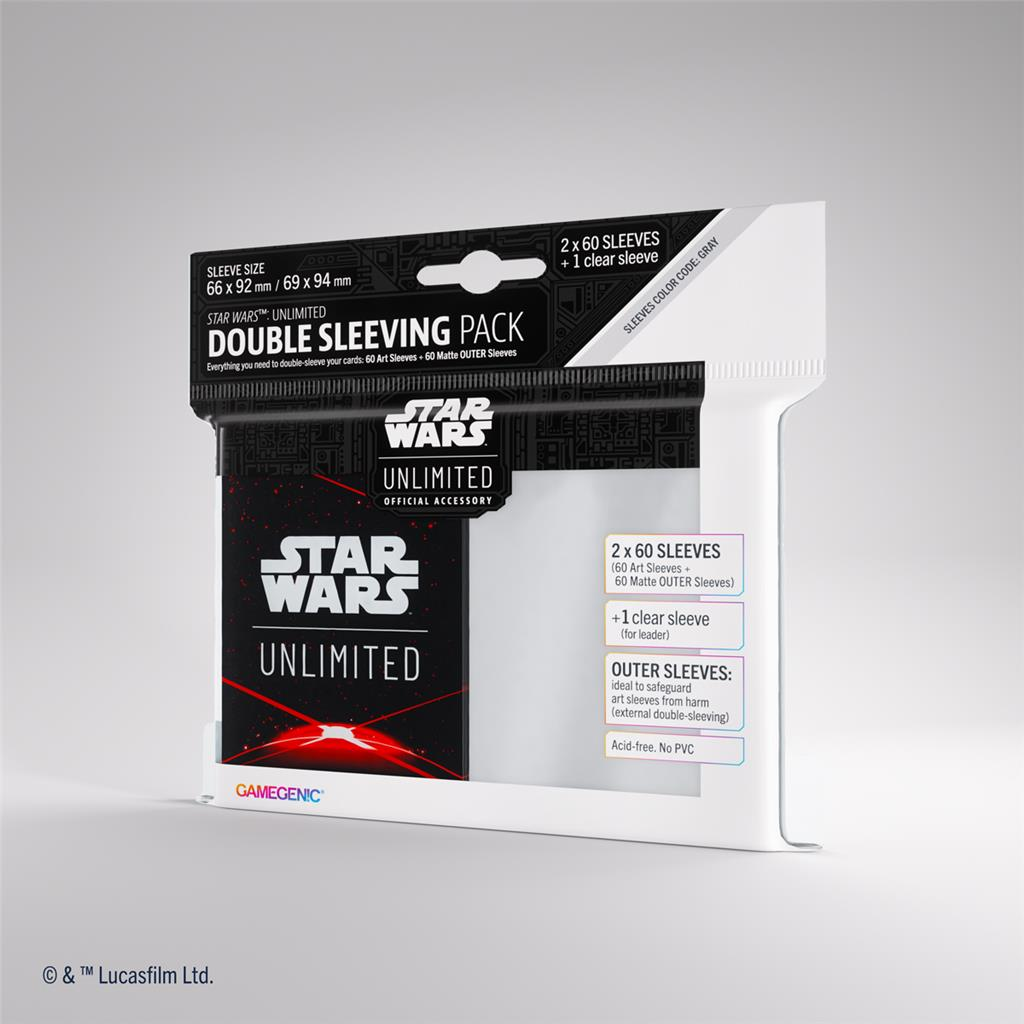 SLEEVE SIZE
66 x 92 mm / 69 x 94 mm
2 x 60 SLEEVES
+ 1 clear sleeve
SLEEVES COLOR CODE: GRAY
STAR WARS™: UNLIMITED
DOUBLE SLEEVING PACK
Everything you need to double-sleeve your cards: 60 Art Sleeves + 60 Matte OUTER Sleeves
STAR
WARS
UNLIMITED
OFFICIAL ACCESSORY
STAR
WARS
UNLIMITED
2 x 60 SLEEVES
(60 Art Sleeves +
60 Matte OUTER Sleeves)
+1 clear sleeve
(for leader)
OUTER SLEEVES:
ideal to safeguard
art sleeves from harm
(external double-sleeving)
Acid-free. No PVC
GAMEGEN!C®
© & ™ Lucasfilm Ltd.